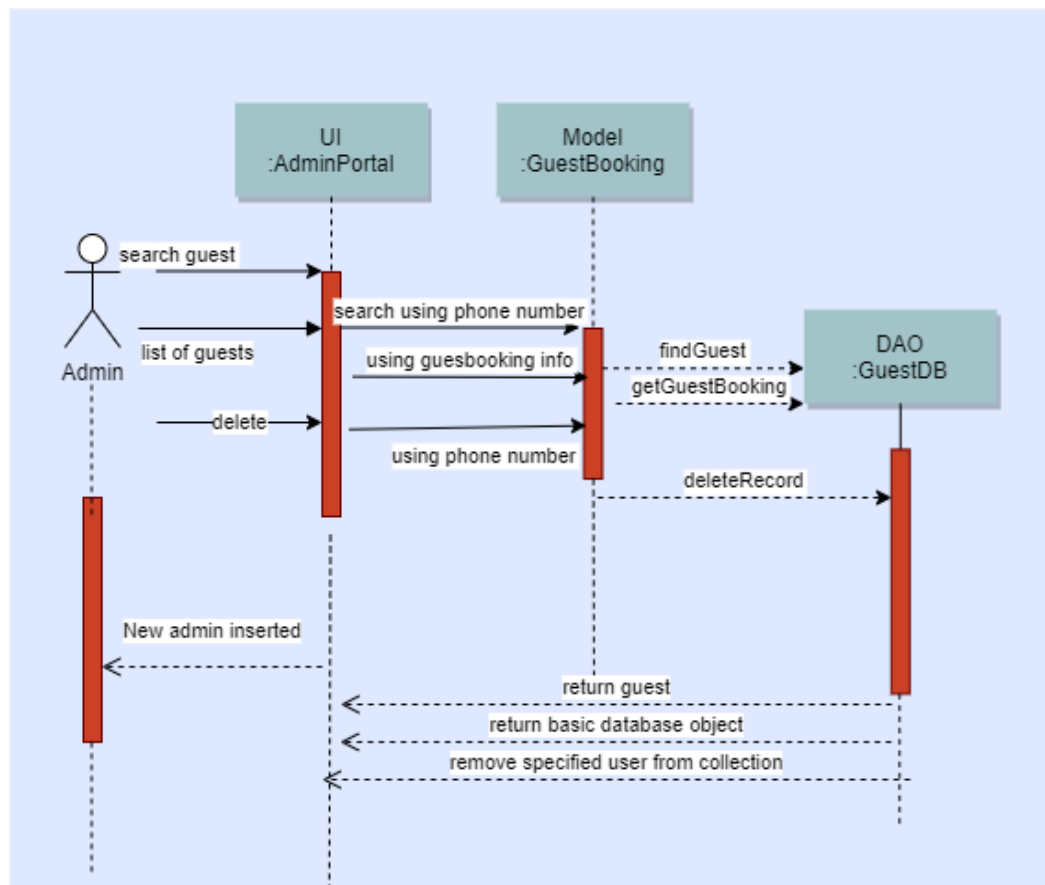 UI
:AdminPortal
Model
:GuestBooking
search guest
search using phone number
list of guests
Admin
using guesbooking info
findGuest
DAO
:GuestDB
getGuestBooking
delete
using phone number
deleteRecord
New admin inserted
return guest
return basic database object
remove specified user from collection